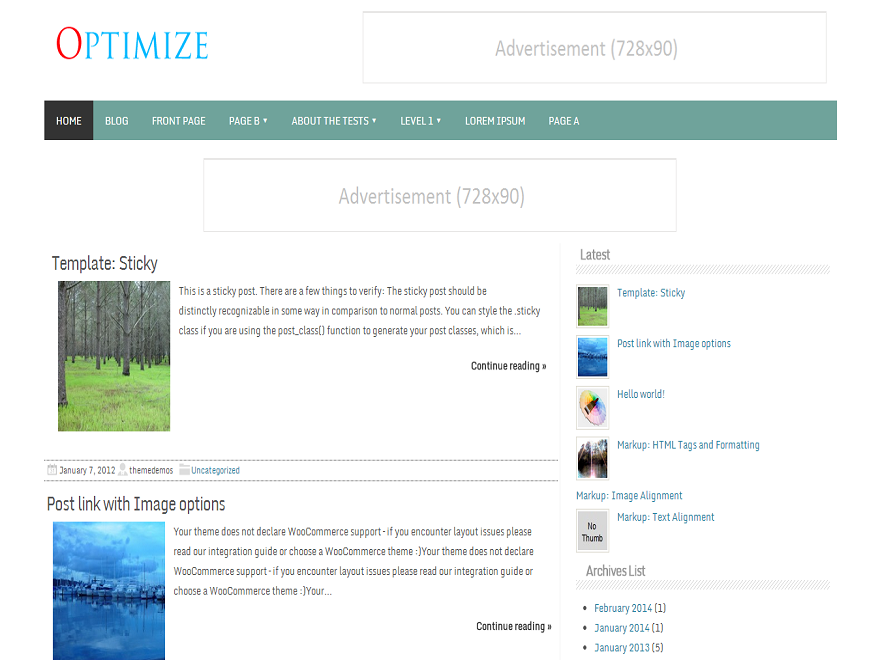 OPTIMIZE
Advertisement (728x90)
HOME BLOG FRONT PAGE PAGE B ▾ ABOUT THE TESTS ▾ LEVEL 1 ▾ LOREM IPSUM PAGE A
Advertisement (728x90)
Template: Sticky
This is a sticky post. There are a few things to verify: The sticky post should be
distinctly recognizable in some way in comparison to normal posts. You can style the .sticky
class if you are using the post_class() function to generate your post classes, which is...
Continue reading »
January 7, 2012 themedemos Uncategorized
Post link with Image options
Your theme does not declare WooCommerce support - if you encounter layout issues please
read our integration guide or choose a WooCommerce theme :)Your theme does not declare
WooCommerce support - if you encounter layout issues please read our integration guide or
choose a WooCommerce theme :)Your...
Continue reading »
Latest
Template: Sticky
Post link with Image options
Hello world!
Markup: HTML Tags and Formatting
Markup: Image Alignment
No
Thumb
Markup: Text Alignment
Archives List
February 2014 (1)
January 2014 (1)
January 2013 (5)